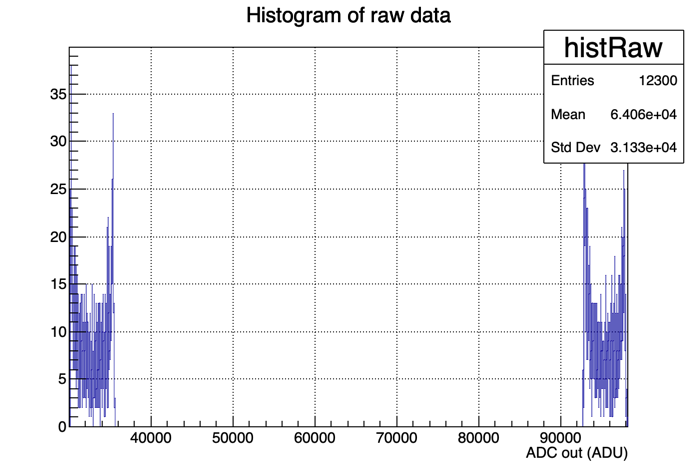 Histogram of raw data
histRaw
Entries 12300
Mean 6.406e+04
Std Dev 3.133e+04
35
30
25
20
15
10
5
0
40000 50000 60000 70000 80000 90000
ADC out (ADU)